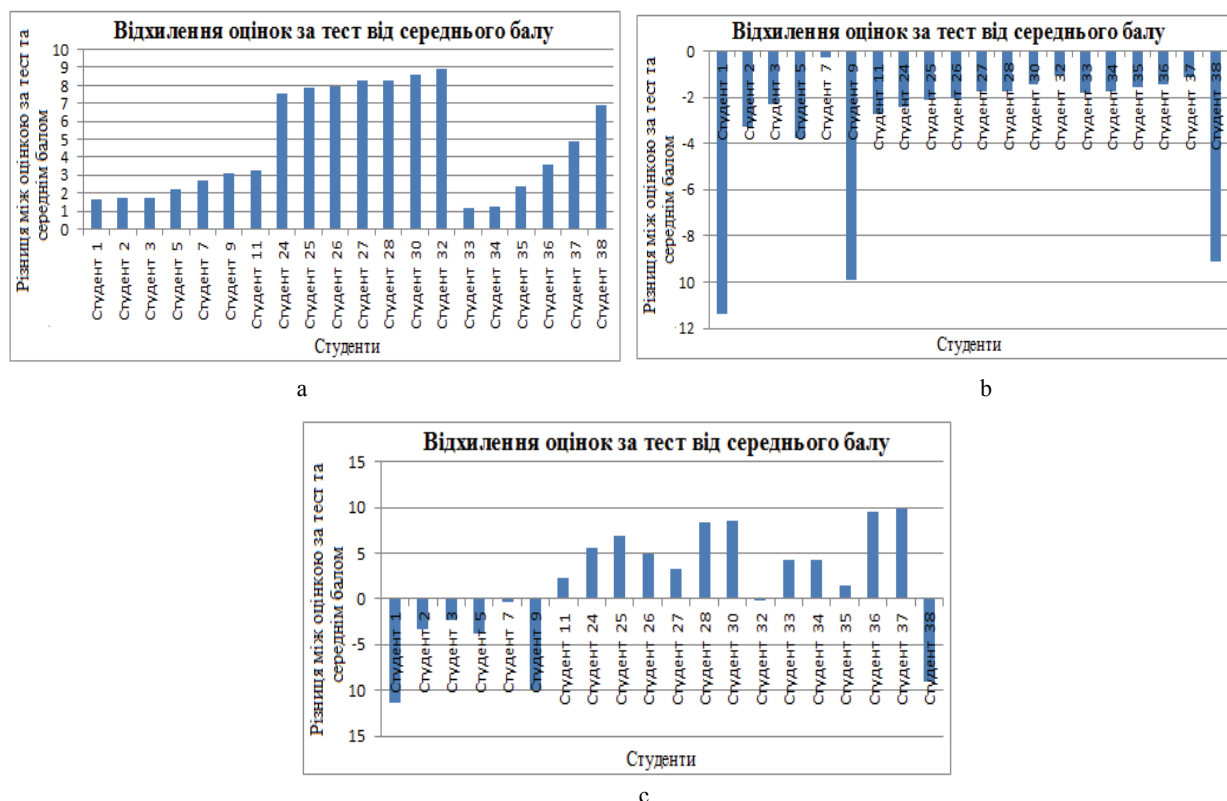 Відхилення оцінок за тест від середнього балу
Різниця між оцінкою за тест та
середнім балом
10
9
8
7
6
5
4
3
2
1
0
Студент 1
Студент 2
Студент 3
Студент 5
Студент 7
Студент 9
Студент 11
Студент 24
Студент 25
Студент 26
Студент 27
Студент 28
Студент 30
Студент 32
Студент 33
Студент 34
Студент 35
Студент 36
Студент 37
Студент 38
Студенти
a
Відхилення оцінок за тест від середнього балу
Різниця між оцінкою за тест та
середнім балом
0
-2
-4
-6
-8
10
12
Студент 1
Студент 2
Студент 3
Студент 5
Студент 7
Студент 9
Студент 11
Студент 24
Студент 25
Студент 26
Студент 27
Студент 28
Студент 30
Студент 32
Студент 33
Студент 34
Студент 35
Студент 36
Студент 37
Студент 38
Студенти
b
Відхилення оцінок за тест від середнього балу
Різниця між оцінкою за тест та
середнім балом
15
10
5
0
-5
10
15
Студент 1
Студент 2
Студент 3
Студент 5
Студент 7
Студент 9
Студент 11
Студент 24
Студент 25
Студент 26
Студент 27
Студент 28
Студент 30
Студент 32
Студент 33
Студент 34
Студент 35
Студент 36
Студент 37
Студент 38
Студенти
c